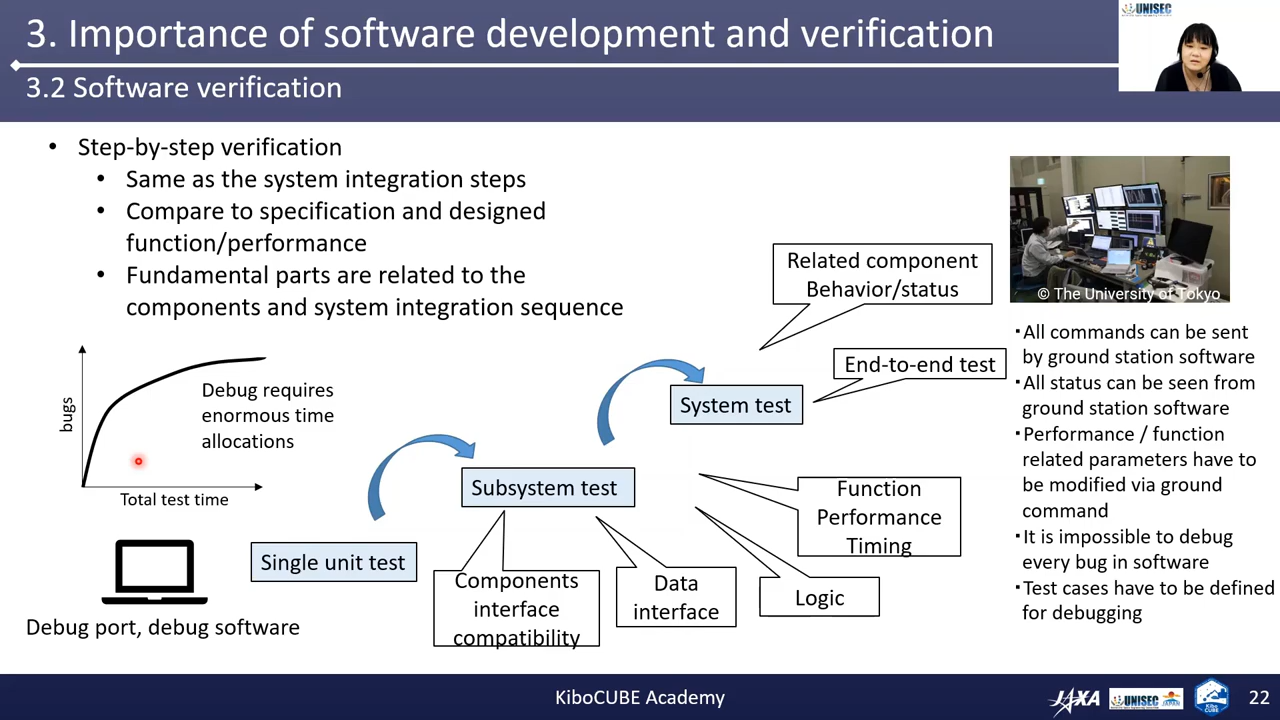 3. Importance of software development and verification
3.2 Software verification
UNISEC
• Step-by-step verification
• Same as the system integration steps
• Compare to specification and designed
function/performance
• Fundamental parts are related to the
components and system integration sequence
bugs
Debug requires
enormous time
allocations
Total test time
Debug port, debug software
Single unit test
Subsystem test
System test
Related component
Behavior/status
End-to-end test
Function
Performance
Timing
Components
interface
compatibility
Data
interface
Logic
© The University of Tokyo
・All commands can be sent
by ground station software
・All status can be seen from
ground station software
・Performance / function
related parameters have to
be modified via ground
command
・It is impossible to debug
every bug in software
・Test cases have to be defined
for debugging
KiboCUBE Academy
JAXA
UNISEC
JAPAN
Kibo
CUBE
22